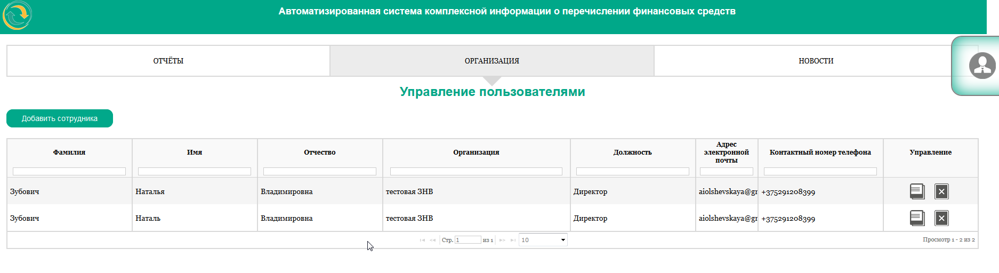 Автоматизированная система комплексной информации о перечислении финансовых средств
ОТЧЁТЫ
ОРГАНИЗАЦИЯ
НОВОСТИ
Управление пользователями
Добавить сотрудника
Фамилия
Имя
Отчество
Организация
Должность
Адрес
электронной
почты
Контактный номер телефона
Управление
Зубович
Наталья
Владимировна
тестовая ЗНВ
Директор
aiolshevskaya@gr
+375291208399
Зубович
Наталь
Владимировна
тестовая ЗНВ
Директор
aiolshevskaya@gr
+375291208399
Стр. 1 из 1
10
Просмотр 1 - 2 из 2